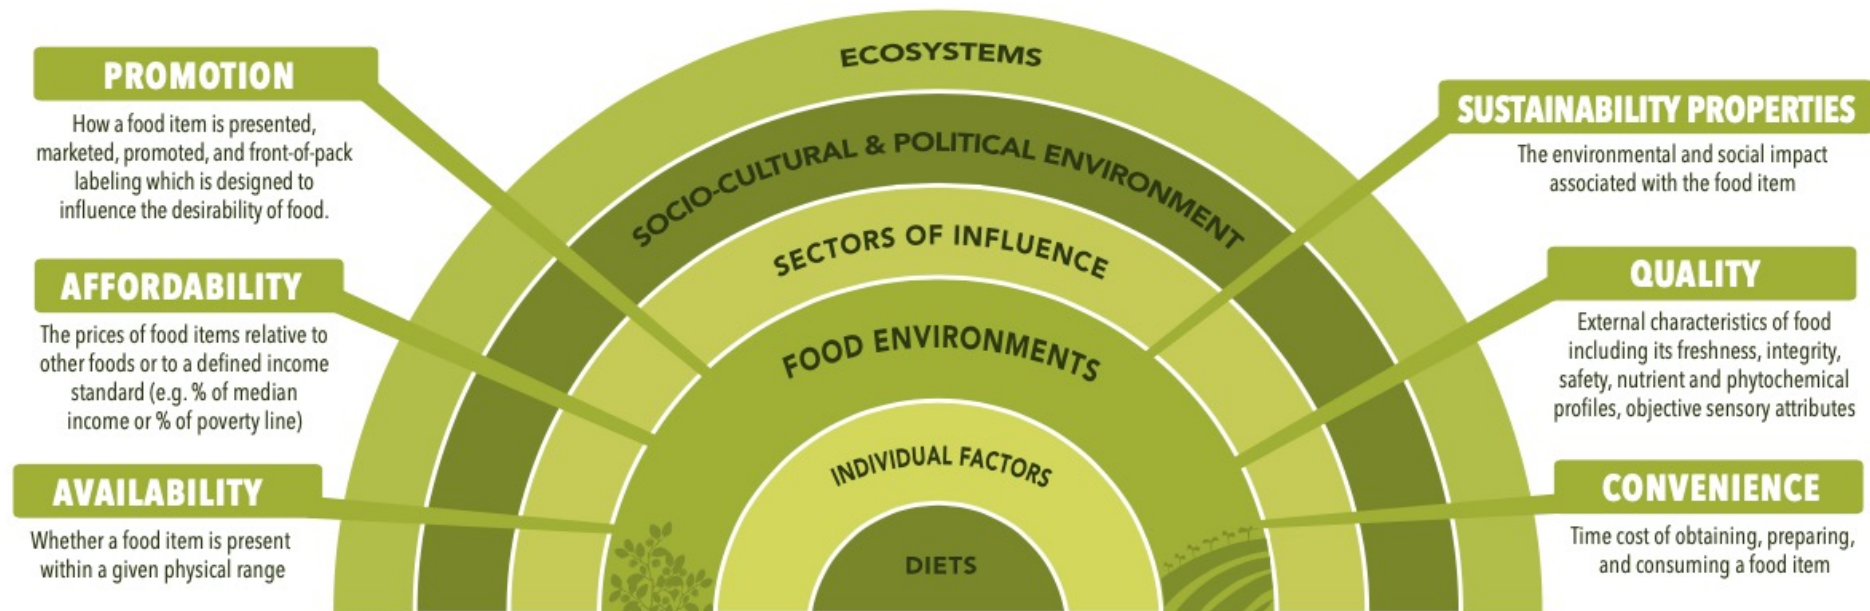 PROMOTION
How a food item is presented,
marketed, promoted, and front-of-pack
labeling which is designed to
influence the desirability of food.
AFFORDABILITY
The prices of food items relative to
other foods or to a defined income
standard (e.g. % of median
income or % of poverty line)
AVAILABILITY
Whether a food item is present
within a given physical range
ECOSYSTEMS
SOCIO-CULTURAL & POLITICAL ENVIRONMENT
SECTORS OF INFLUENCE
FOOD ENVIRONMENTS
INDIVIDUAL FACTORS
DIETS
SUSTAINABILITY PROPERTIES
The environmental and social impact
associated with the food item
QUALITY
External characteristics of food
including its freshness, integrity,
safety, nutrient and phytochemical
profiles, objective sensory attributes
CONVENIENCE
Time cost of obtaining, preparing,
and consuming a food item